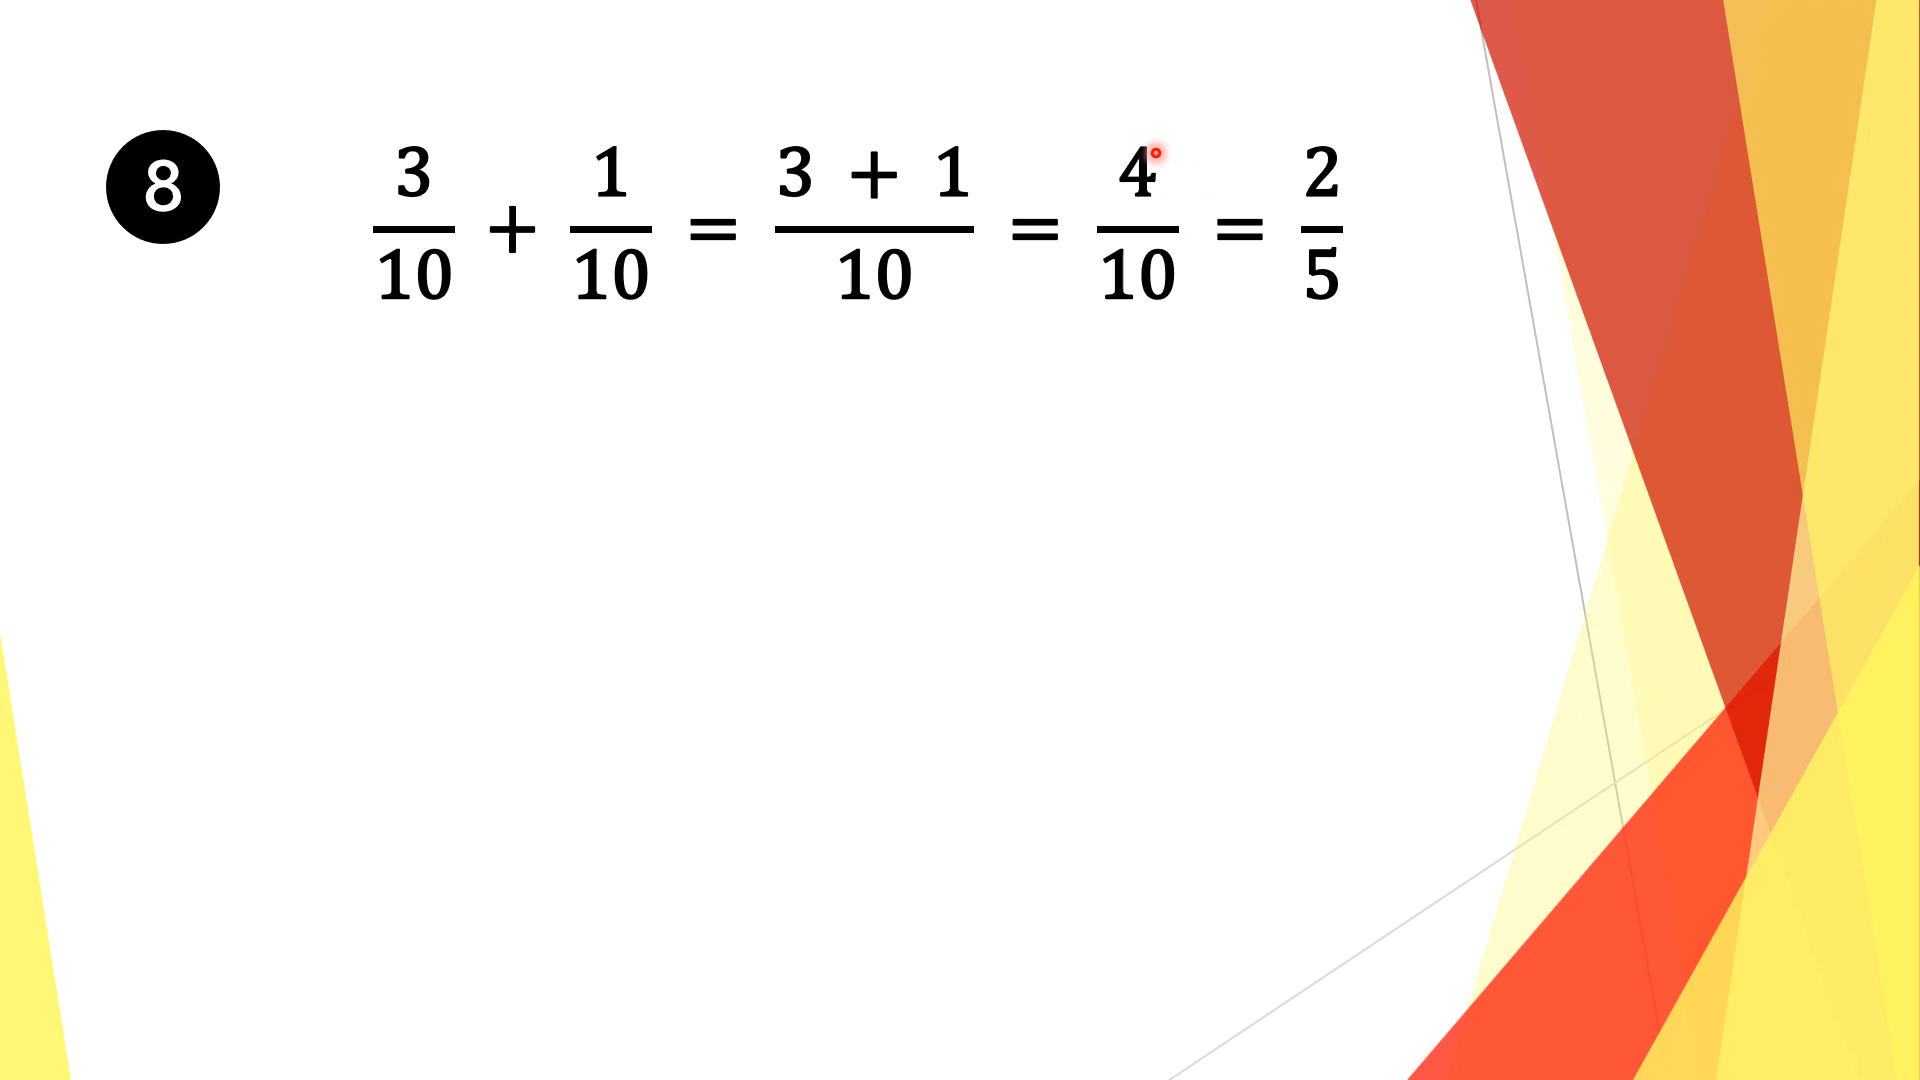 8 3/10 + 1/10 = 3 + 1/10 = 4/10 = 2/5